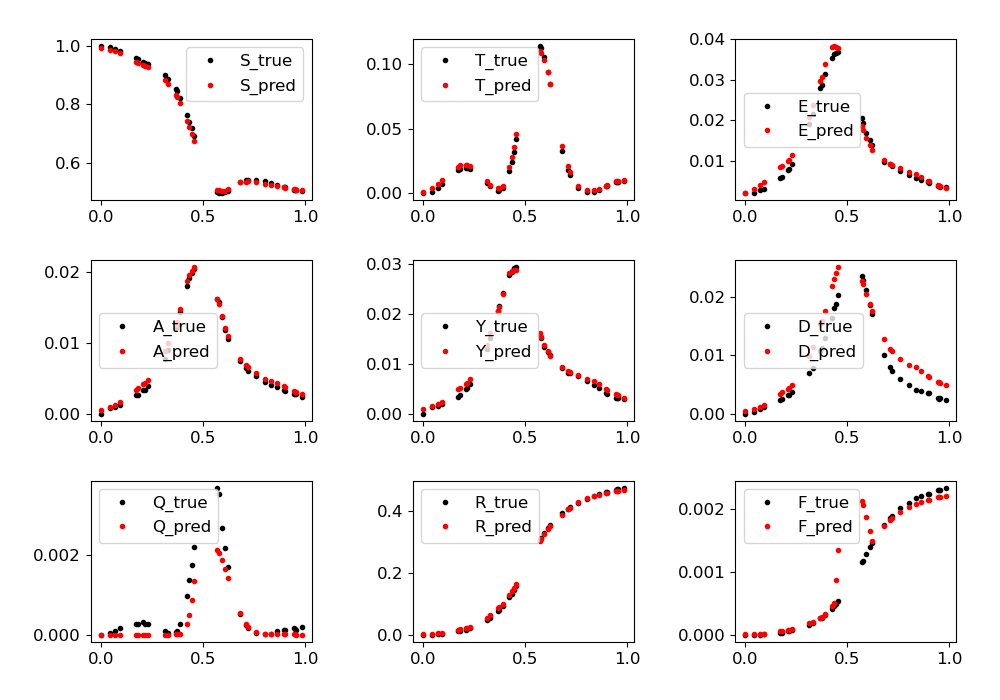 1.0
0.8
0.6
0.0 0.5 1.0
S_true
S_pred
0.10
0.05
0.00
0.0 0.5 1.0
T_true
T_pred
0.04
0.03
0.02
0.01
0.0 0.5 1.0
E_true
E_pred
0.02
0.01
0.00
0.0 0.5 1.0
A_true
A_pred
0.03
0.02
0.01
0.00
0.0 0.5 1.0
Y_true
Y_pred
0.02
0.01
0.00
0.0 0.5 1.0
D_true
D_pred
0.002
0.000
0.0 0.5 1.0
Q_true
Q_pred
0.4
0.2
0.0
0.0 0.5 1.0
R_true
R_pred
0.002
0.001
0.000
0.0 0.5 1.0
F_true
F_pred